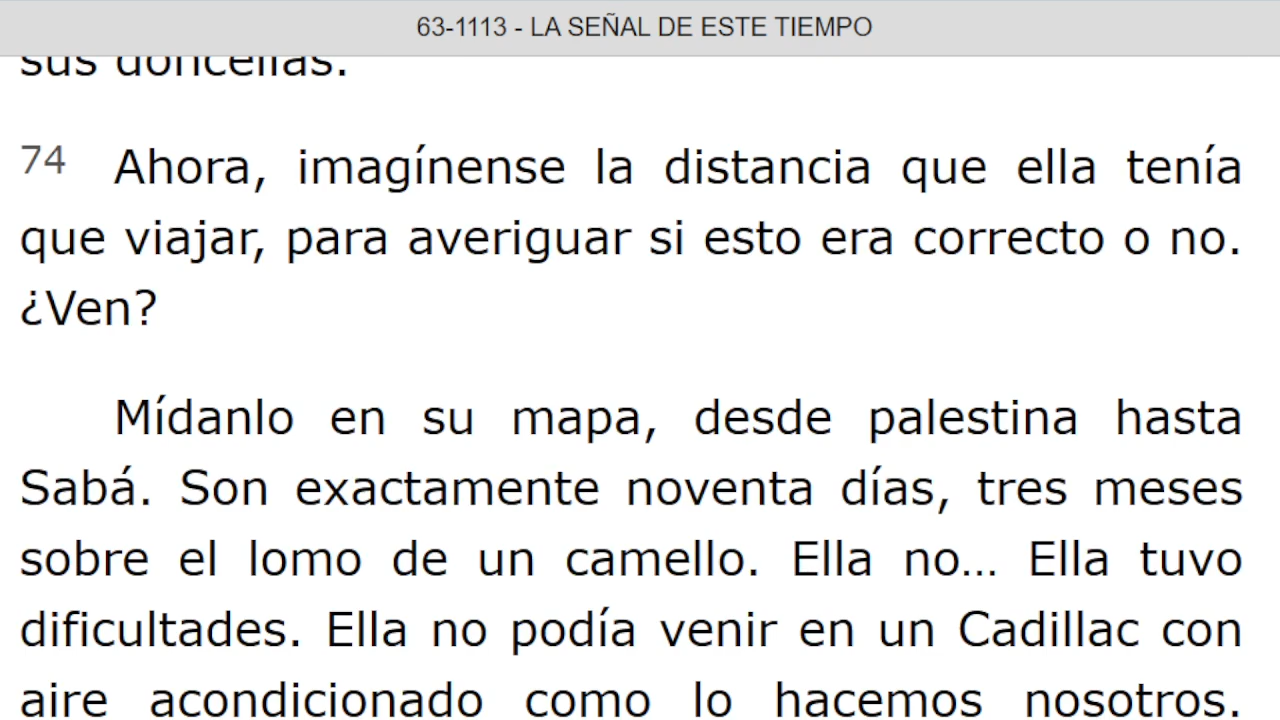 63-1113 - LA SEÑAL DE ESTE TIEMPO
sus doncellas.
74 Ahora, imagínense la distancia que ella tenía
que viajar, para averiguar si esto era correcto o no.
¿Ven?
Mídanlo en su mapa, desde palestina hasta
Sabá. Son exactamente noventa días, tres meses
sobre el lomo de un camello. Ella no... Ella tuvo
dificultades. Ella no podía venir en un Cadillac con
aire acondicionado como lo hacemos nosotros.